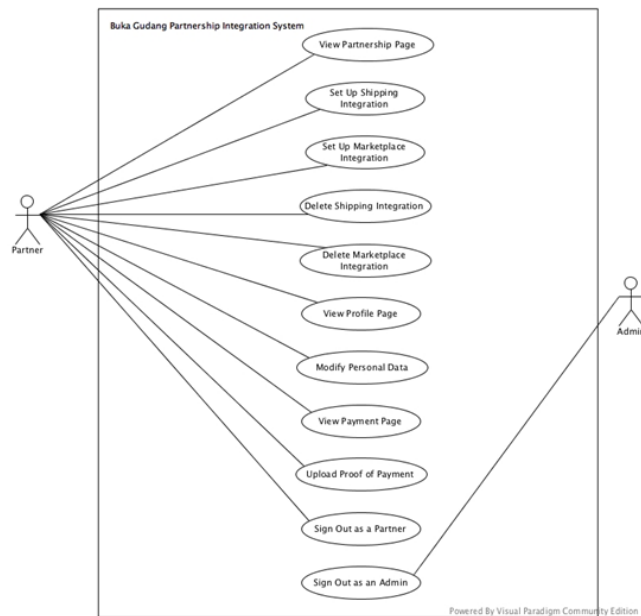 Buka Gudang Partnership Integration System
View Partnership Page
Set Up Shipping
Integration
Set Up Marketplace
Integration
Delete Shipping Integration
Partner
Delete Marketplace
Integration
View Profile Page
Admin
Modify Personal Data
View Payment Page
Upload Proof of Payment
Sign Out as a Partner
Sign Out as an Admin
Powered By Visual Paradigm Community Edition